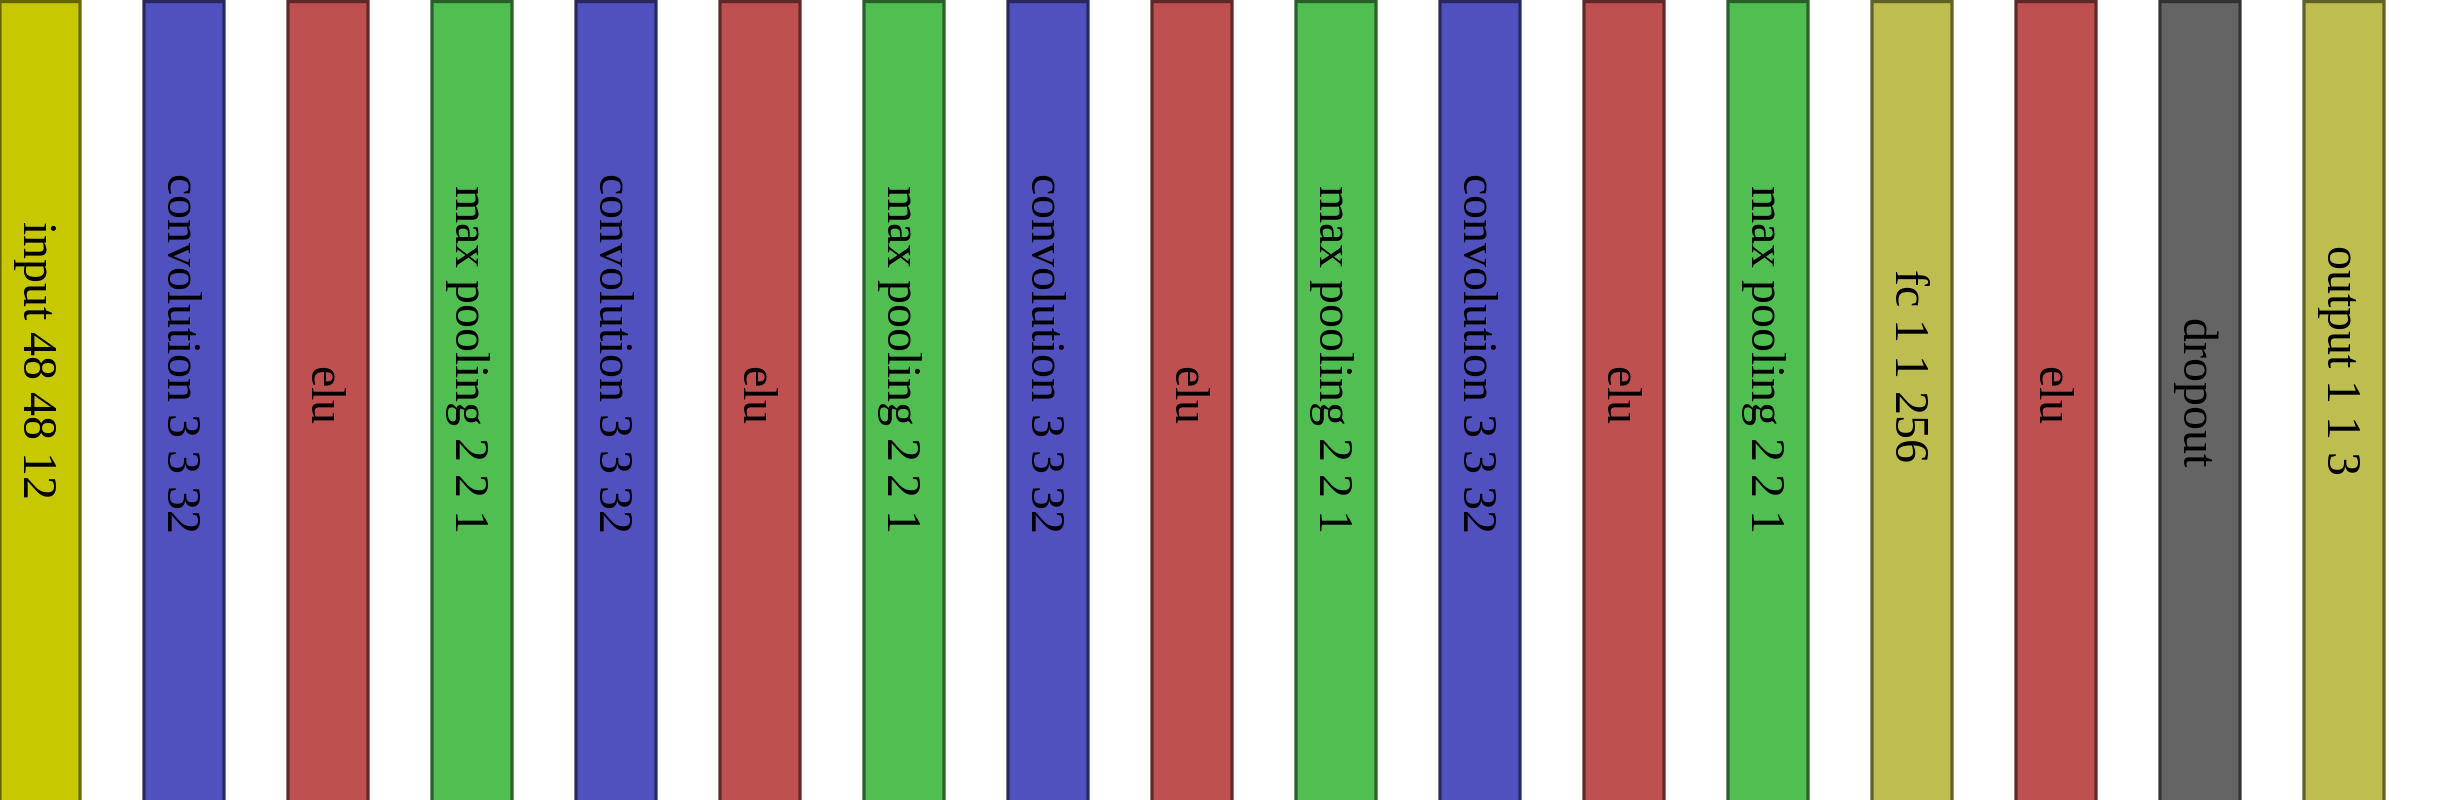 input 48 48 12
convolution 3 3 32
elu
max pooling 2 2 1
convolution 3 3 32
elu
max pooling 2 2 1
convolution 3 3 32
elu
max pooling 2 2 1
convolution 3 3 32
elu
max pooling 2 2 1
fc 1 1 256
elu
dropout
output 1 1 3